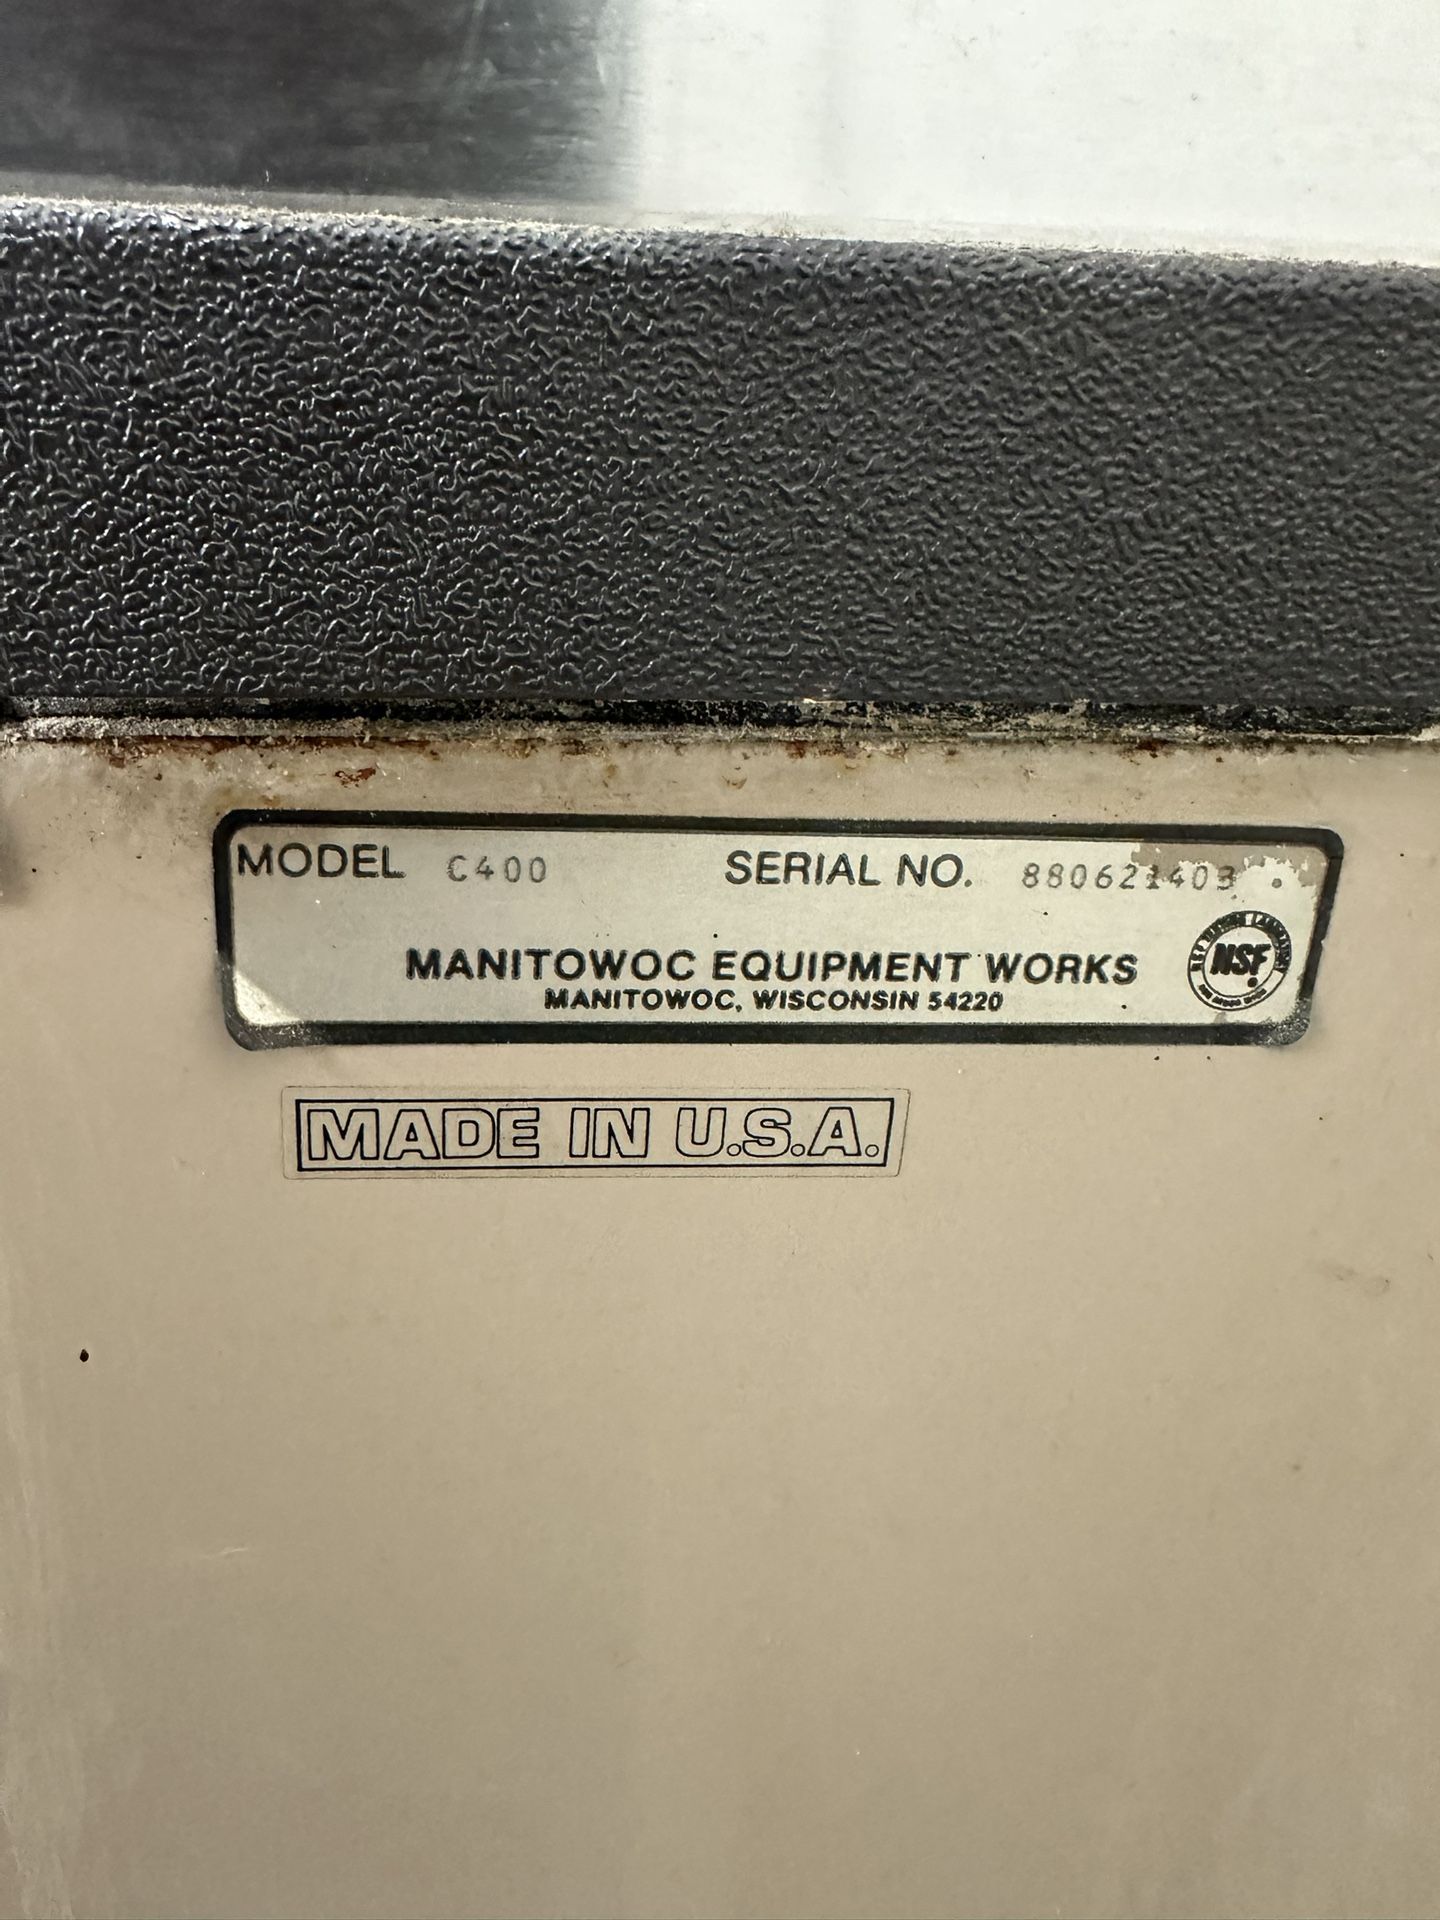 MODEL C400 SERIAL NO. 880621403
MANITOWOC EQUIPMENT WORKS
MANITOWOC, WISCONSIN 54220
NSF
MADE IN U.S.A.